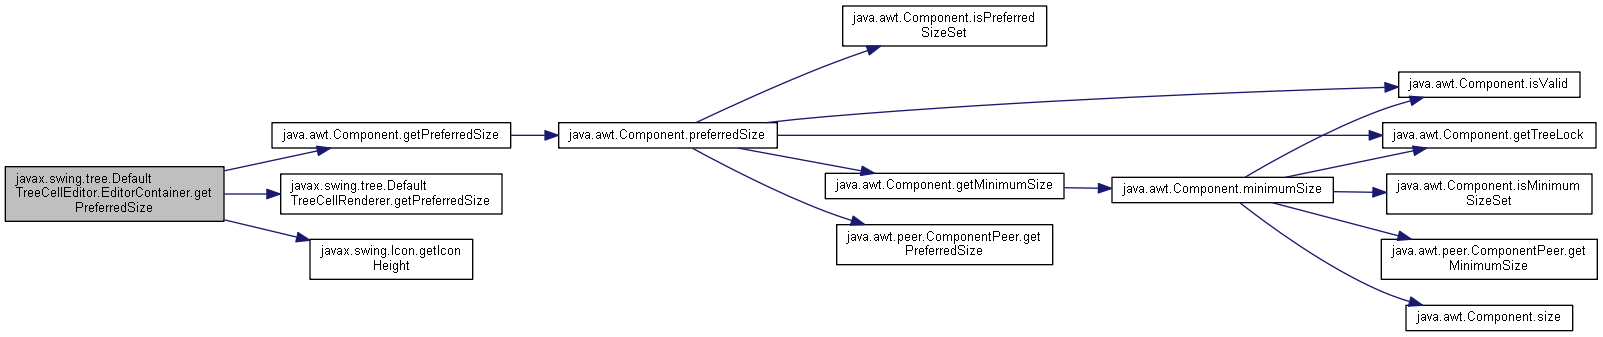 javax.swing.tree.Default
TreeCellEditor.EditorContainer.get
PreferredSize
java.awt.Component.getPreferredSize
javax.swing.tree.Default
TreeCellRenderer.getPreferredSize
javax.swing.Icon.getIcon
Height
java.awt.Component.preferredSize
java.awt.Component.isPreferred
SizeSet
java.awt.Component.getMinimumSize
java.awt.peer.ComponentPeer.get
PreferredSize
java.awt.Component.minimumSize
java.awt.Component.isValid
java.awt.Component.getTreeLock
java.awt.Component.isMinimum
SizeSet
java.awt.peer.ComponentPeer.get
MinimumSize
java.awt.Component.size